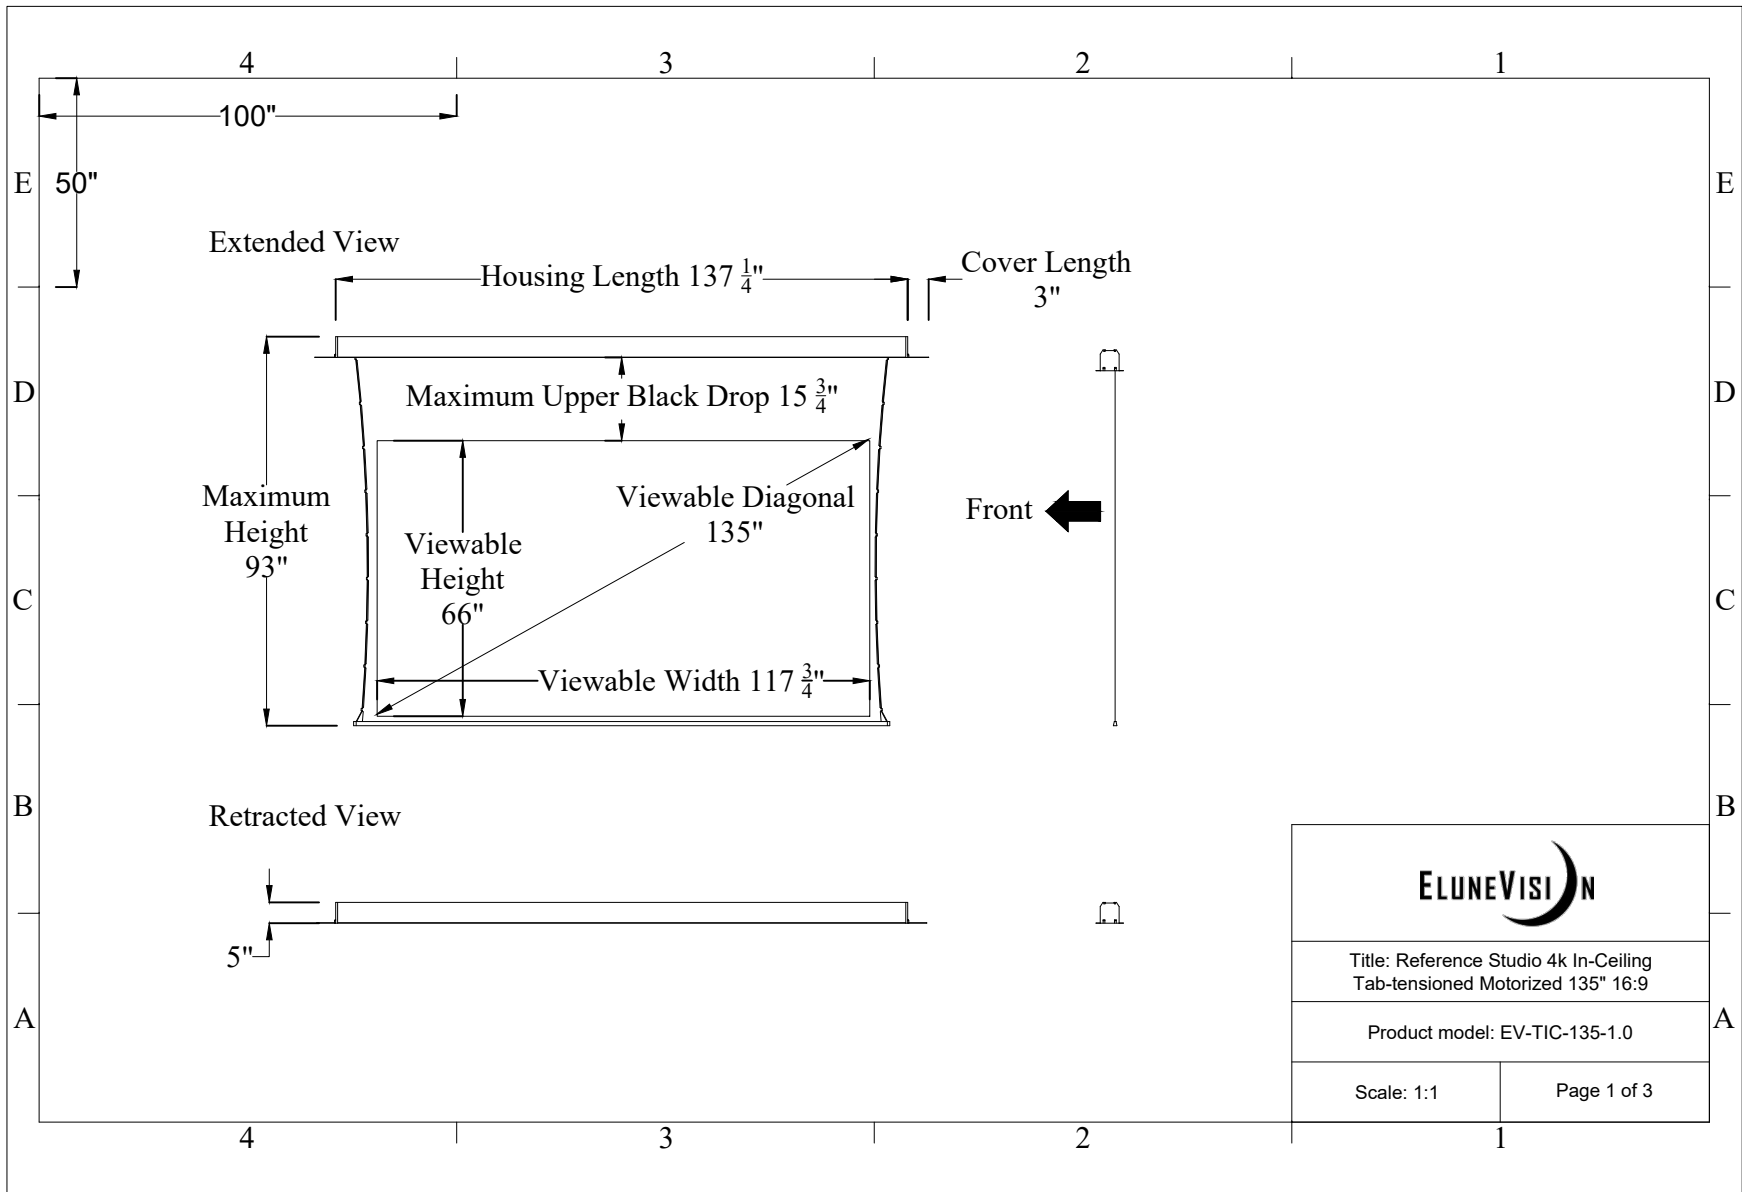 4 3 2 1
100"
E 50" E
Extended View
Housing Length 137 1/4"
Cover Length
3"
D D
Maximum Upper Black Drop 15 3/4"
Maximum
Height
93"
Viewable Diagonal
135"
Front
Viewable
Height
66"
C C
Viewable Width 117 3/4"
B B
Retracted View
5"
ELUNEVISION
Title: Reference Studio 4k In-Ceiling
Tab-tensioned Motorized 135" 16:9
A A
Product model: EV-TIC-135-1.0
Scale: 1:1
Page 1 of 3
4 3 2 1